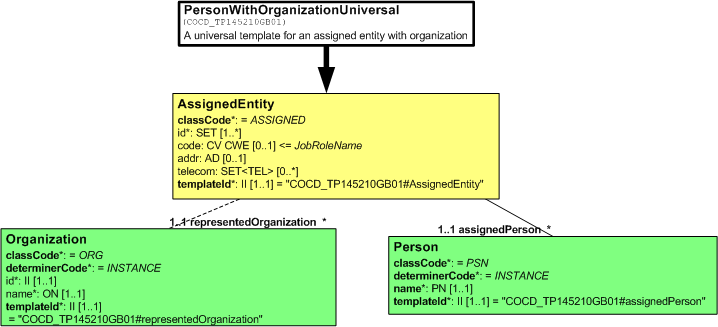 PersonWithOrganizationUniversal
(COCD_TP145210GB01)
A universal template for an assigned entity with organization
AssignedEntity
classCode*: = ASSIGNED
id*: SET [1..*]
code: CV CWE [0..1] <= JobRoleName
addr: AD [0..1]
telecom: SET<TEL> [0..*]
templateId*: II [1..1] = "COCD_TP145210GB01#AssignedEntity"
1..1 representedOrganization *
1..1 assignedPerson *
Organization
classCode*: = ORG
determinerCode*: = INSTANCE
id*: II [1..1]
name*: ON [1..1]
templateId*: II [1..1]
= "COCD_TP145210GB01#representedOrganization"
Person
classCode*: = PSN
determinerCode*: = INSTANCE
name*: PN [1..1]
templateId*: II [1..1] = "COCD_TP145210GB01#assignedPerson"